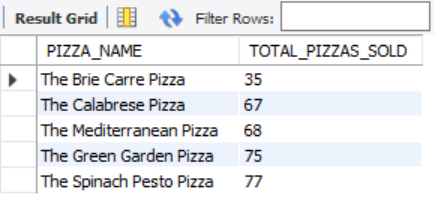 Result Grid Filter Rows:
PIZZA_NAME TOTAL_PIZZAS_SOLD
The Brie Carre Pizza 35
The Calabrese Pizza 67
The Mediterranean Pizza 68
The Green Garden Pizza 75
The Spinach Pesto Pizza 77